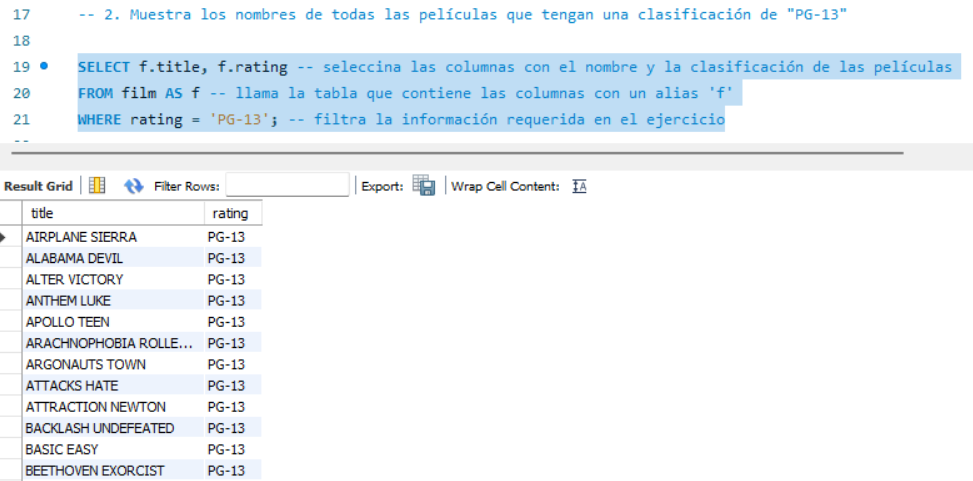 17 -- 2. Muestra los nombres de todas las películas que tengan una clasificación de "PG-13"
18
19 SELECT f.title, f.rating -- seleccina las columnas con el nombre y la clasificación de las películas
20 FROM film AS f -- llama la tabla que contiene las columnas con un alias 'f'
21 WHERE rating = 'PG-13'; -- filtra la información requerida en el ejercicio
Result Grid Filter Rows: Export: Wrap Cell Content: IA
title rating
AIRPLANE SIERRA PG-13
ALABAMA DEVIL PG-13
ALTER VICTORY PG-13
ANTHEM LUKE PG-13
APOLLO TEEN PG-13
ARACHNOPHOBIA ROLLE... PG-13
ARGONAUTS TOWN PG-13
ATTACKS HATE PG-13
ATTRACTION NEWTON PG-13
BACKLASH UNDEFEATED PG-13
BASIC EASY PG-13
BEETHOVEN EXORCIST PG-13